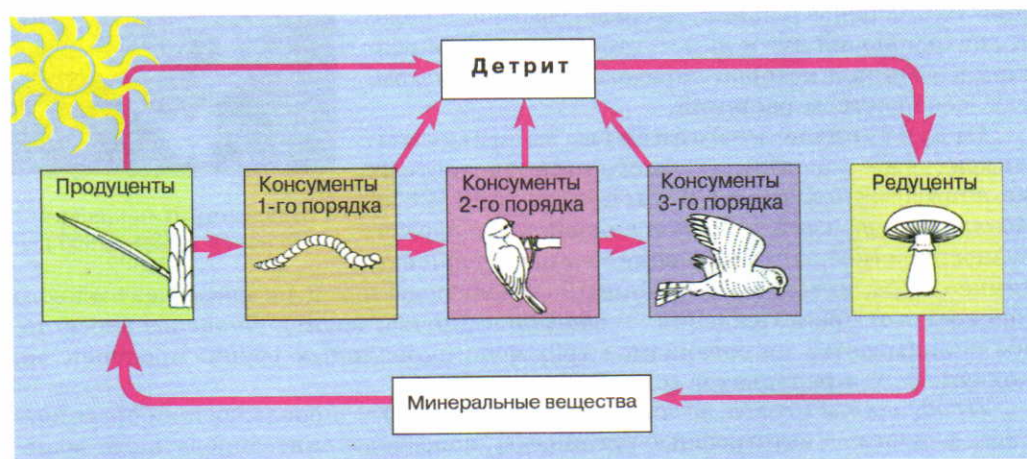 Детрит
Продуценты
Консументы
1-го порядка
Консументы
2-го порядка
Консументы
3-го порядка
Редуценты
Минеральные вещества